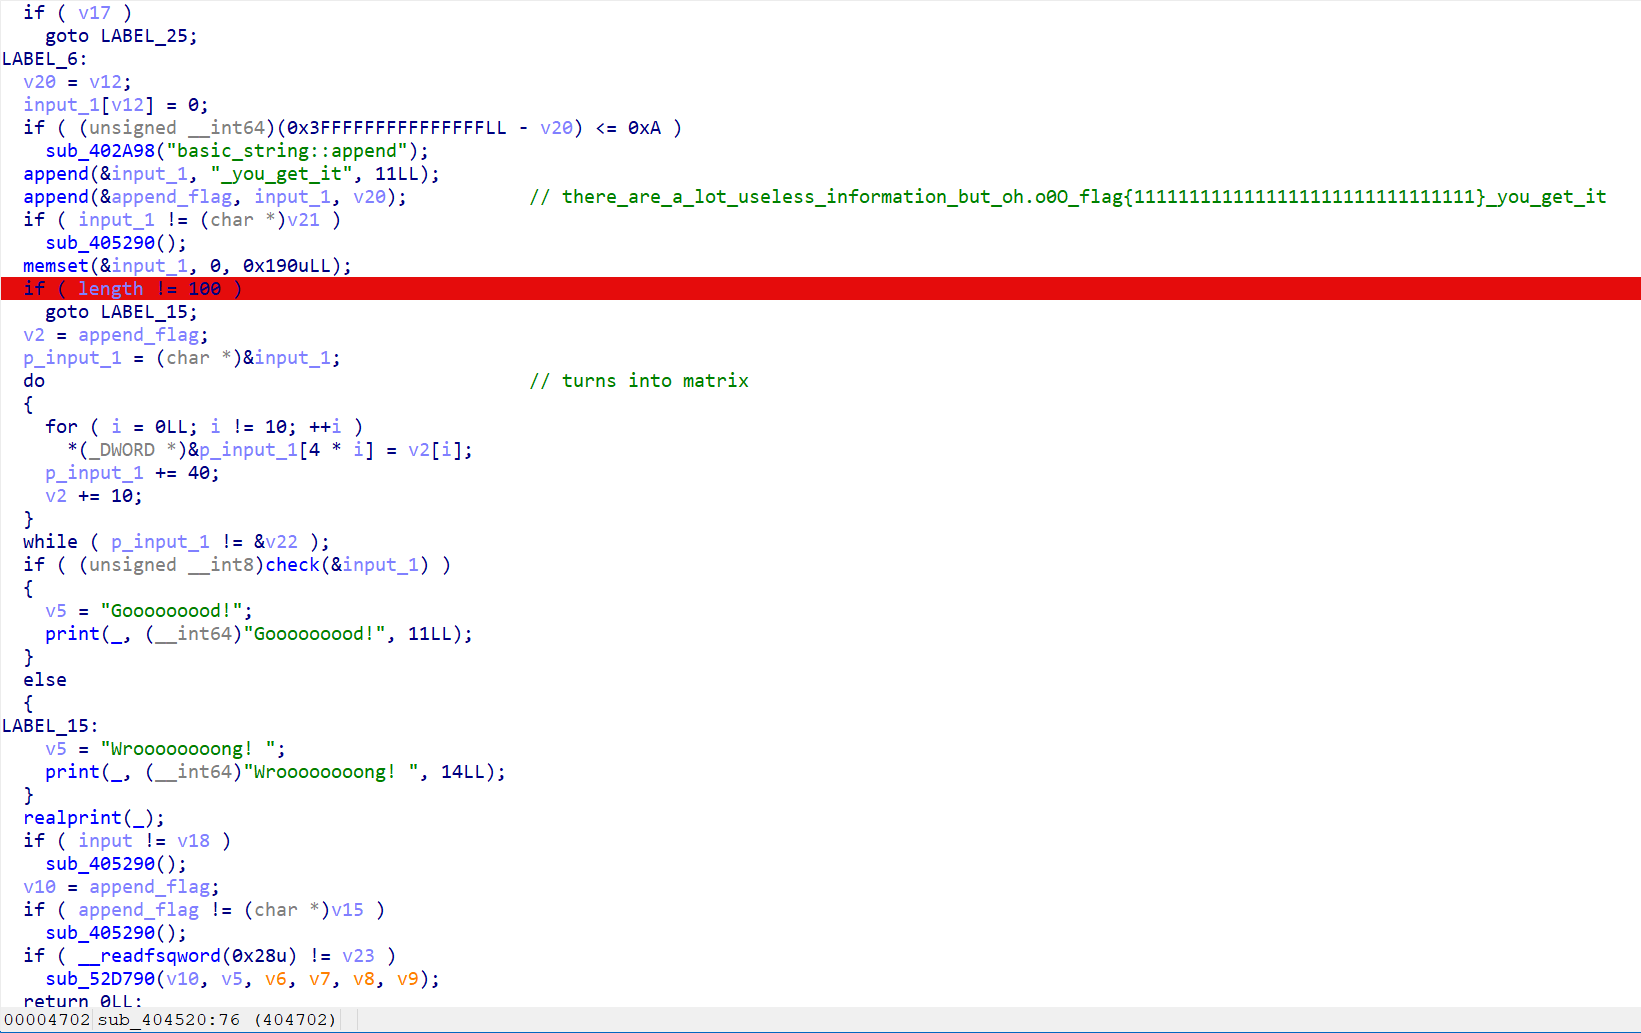 if ( v17 )
goto LABEL_25;
LABEL_6:
v20 = v12;
input_1[v12] = 0;
if ( (unsigned __int64)(0x3FFFFFFFFFFFFFFFLL - v20) <= 0xA )
sub_402A98("basic_string::append");
append(&input_1, "_you_get_it", 11LL);
append(&append_flag, input_1, v20); // there_are_a_lot_useless_information_but_oh.o0O_flag{1111111111111111111111111111111}_you_get_it
if ( input_1 != (char *)v21 )
sub_405290();
memset(&input_1, 0, 0x190uLL);
if ( length != 100 )
goto LABEL_15;
v2 = append_flag;
p_input_1 = (char *)&input_1;
do // turns into matrix
{
for ( i = 0LL; i != 10; ++i )
*(_DWORD *)&p_input_1[4 * i] = v2[i];
p_input_1 += 40;
v2 += 10;
}
while ( p_input_1 != &v22 );
if ( (unsigned __int8)check(&input_1) )
{
v5 = "Gooooooood!";
print(_, (__int64)"Gooooooood!", 11LL);
}
else
{
LABEL_15:
v5 = "Wroooooooong! ";
print(_, (__int64)"Wroooooooong! ", 14LL);
}
realprint(_);
if ( input != v18 )
sub_405290();
v10 = append_flag;
if ( append_flag != (char *)v15 )
sub_405290();
if ( __readfsqword(0x28u) != v23 )
sub_52D790(v10, v5, v6, v7, v8, v9);
return 0LL;
00004702 sub_404520:76 (404702)